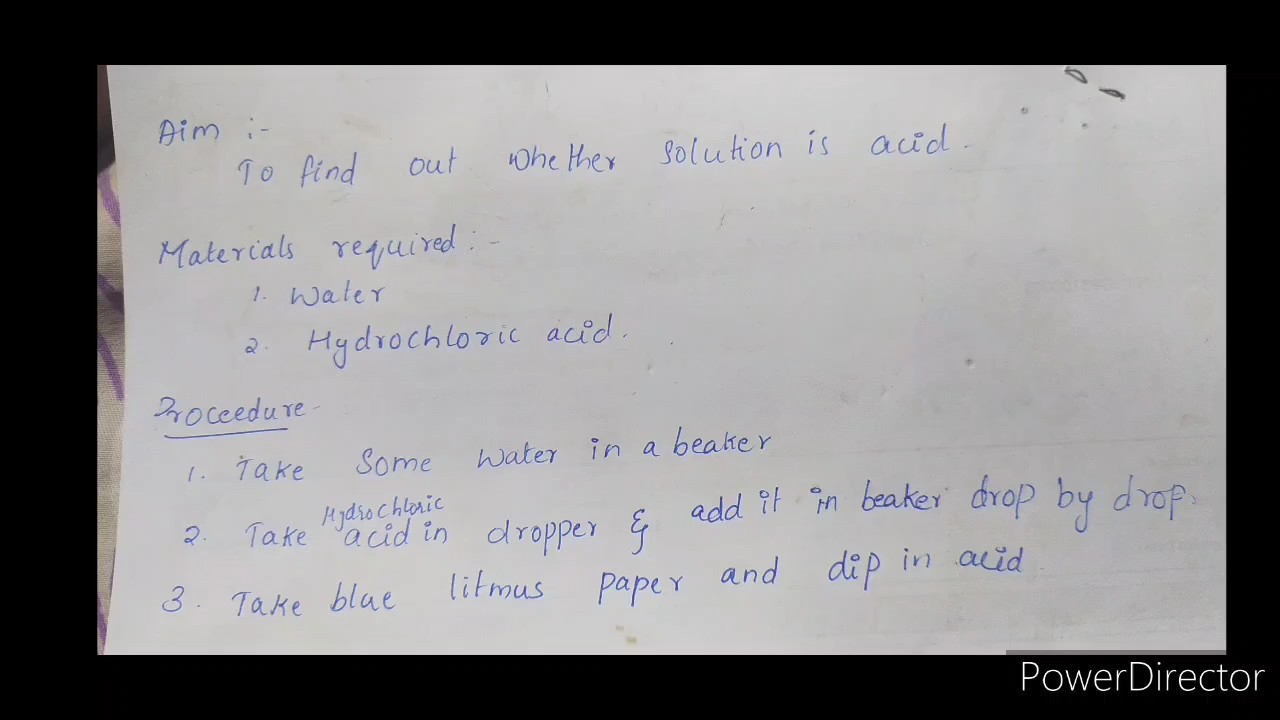 Aim :-
To find out whether solution is acid.
Materials required :-
1. Water
2. Hydrochloric acid.
Proccedure-
1. Take some water in a beaker
2. Take Hydrochloric acid in dropper & add it in beaker drop by drop.
3. Take blue litmus paper and dip in acid
PowerDirector